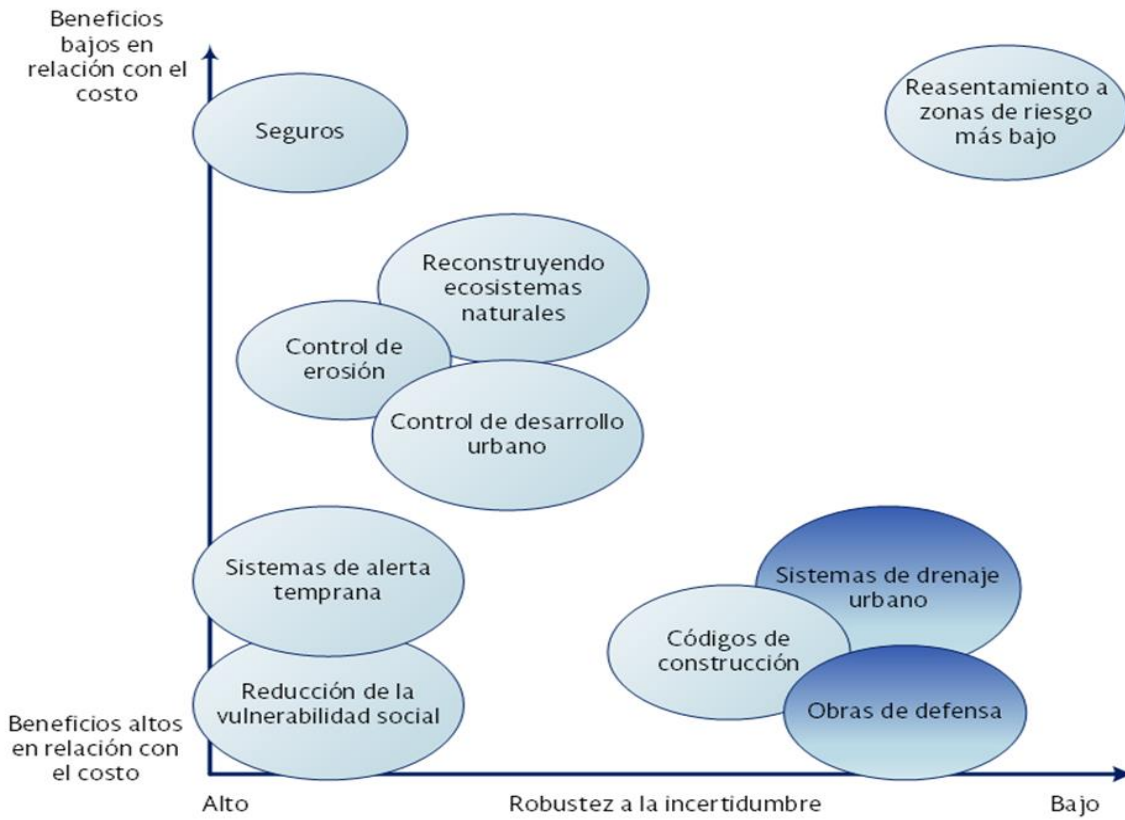 Beneficios
bajos en
relación con el
costo
Seguros
Reasentamiento a
zonas de riesgo
más bajo
Reconstruyendo
ecosistemas
naturales
Control de
erosión
Control de desarrollo
urbano
Sistemas de alerta
temprana
Sistemas de drenaje
urbano
Códigos de
construcción
Reducción de la
vulnerabilidad social
Obras de defensa
Beneficios altos
en relación con
el costo
Alto
Robustez a la incertidumbre
Bajo